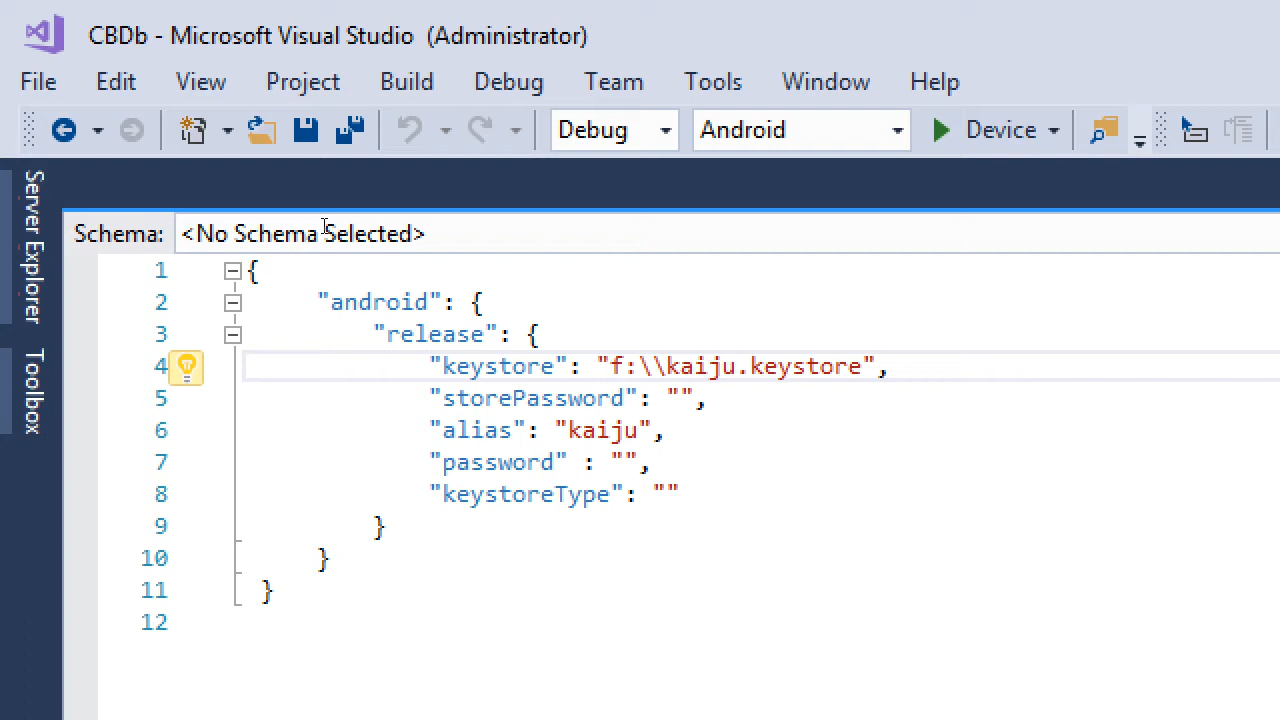 CBDb - Microsoft Visual Studio (Administrator)
File Edit View Project Build Debug Team Tools Window Help
Debug Android Device
Server Explorer
Toolbox
Schema: <No Schema Selected>
1 {
2 "android": {
3 "release": {
4 "keystore": "f:\\kaiju.keystore",
5 "storePassword": "",
6 "alias": "kaiju",
7 "password" : "",
8 "keystoreType": ""
9 }
10 }
11 }
12